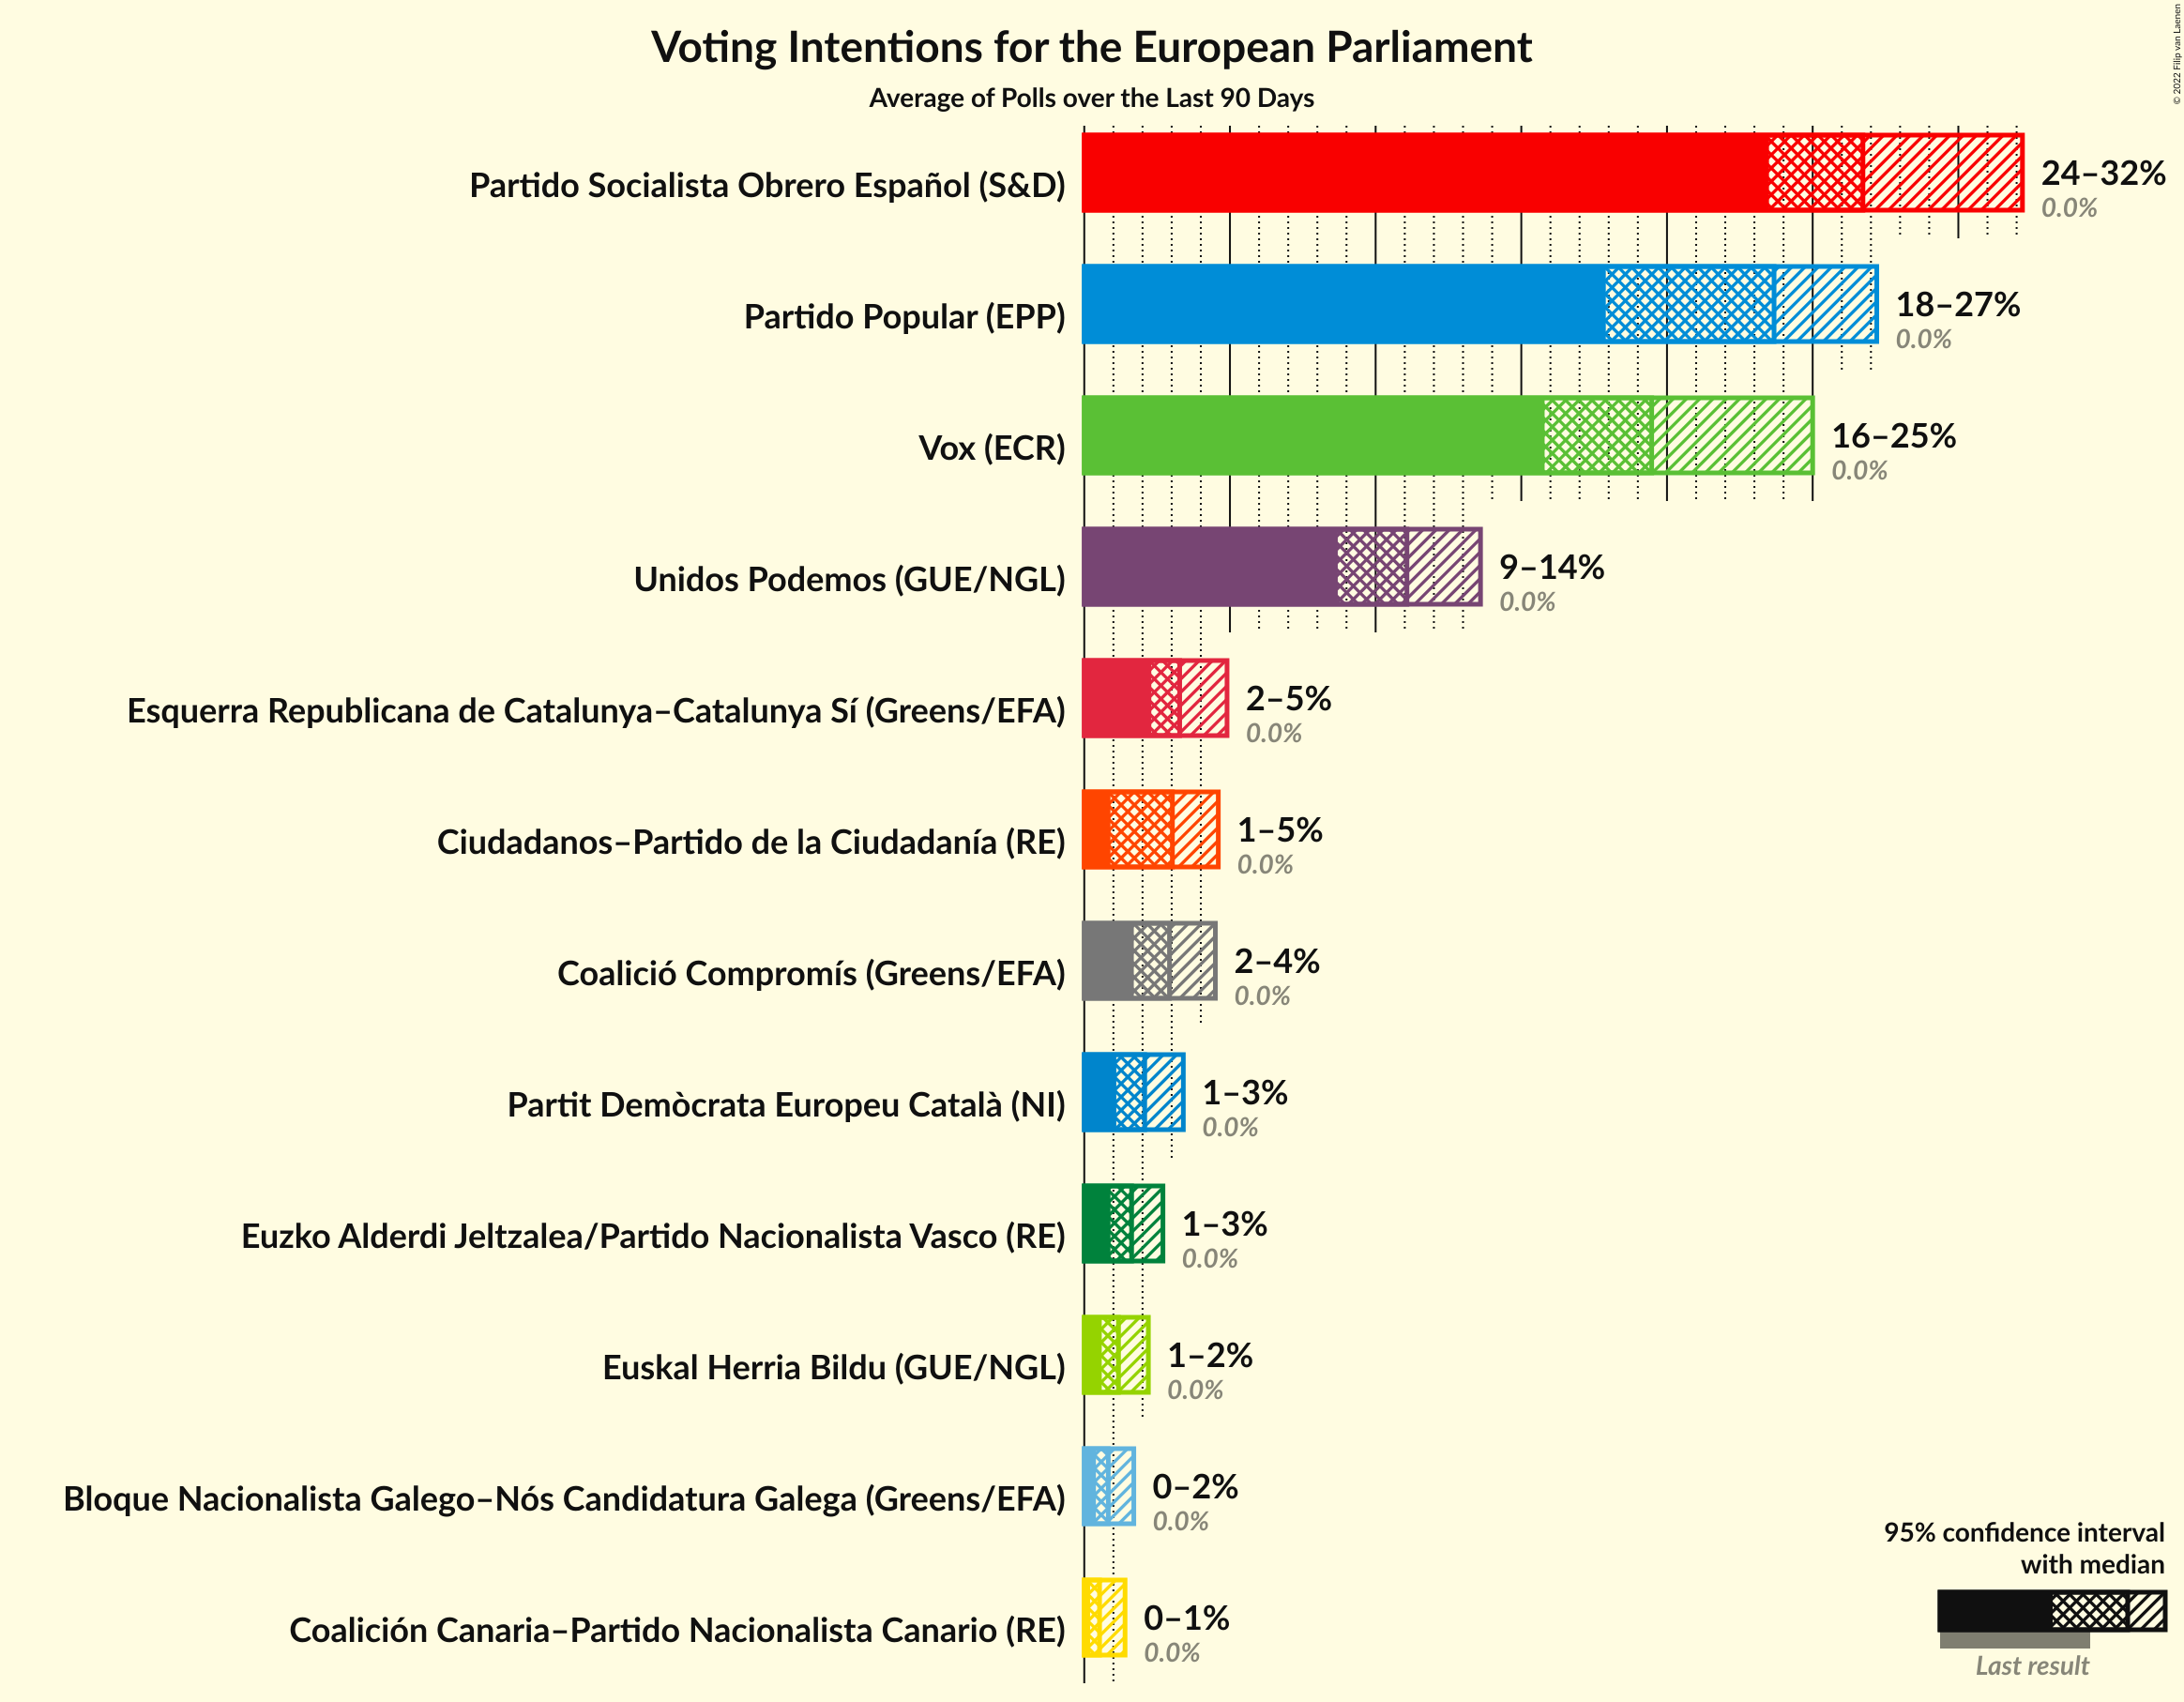 Voting Intentions for the European Parliament
Average of Polls over the Last 90 Days
© 2022 Filip van Laenen
Partido Socialista Obrero Español (S&D)
24–32%
0.0%
Partido Popular (EPP)
18–27%
0.0%
Vox (ECR)
16–25%
0.0%
Unidos Podemos (GUE/NGL)
9–14%
0.0%
Esquerra Republicana de Catalunya–Catalunya Sí (Greens/EFA)
2–5%
0.0%
Ciudadanos–Partido de la Ciudadanía (RE)
1–5%
0.0%
Coalició Compromís (Greens/EFA)
2–4%
0.0%
Partit Demòcrata Europeu Català (NI)
1–3%
0.0%
Euzko Alderdi Jeltzalea/Partido Nacionalista Vasco (RE)
1–3%
0.0%
Euskal Herria Bildu (GUE/NGL)
1–2%
0.0%
Bloque Nacionalista Galego–Nós Candidatura Galega (Greens/EFA)
0–2%
0.0%
Coalición Canaria–Partido Nacionalista Canario (RE)
0–1%
0.0%
95% confidence interval
with median
Last result